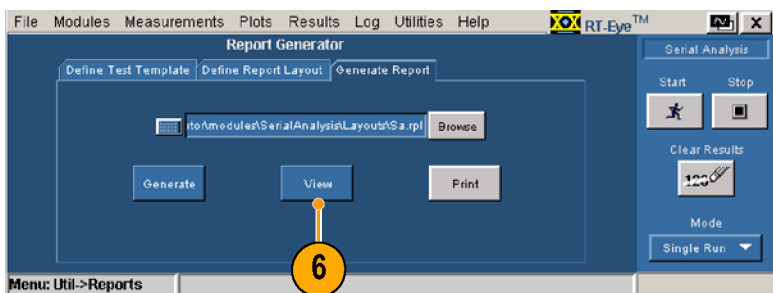 File Modules Measurements Plots Results Log Utilities Help RT-Eye™ X
Report Generator
Serial Analysis
Define Test Template Define Report Layout Generate Report
Start Stop
rto\modules\SerialAnalysis\Layouts\Sa.rpl Browse
Clear Results
123
Generate View Print
Mode
Single Run
6
Menu: Util->Reports